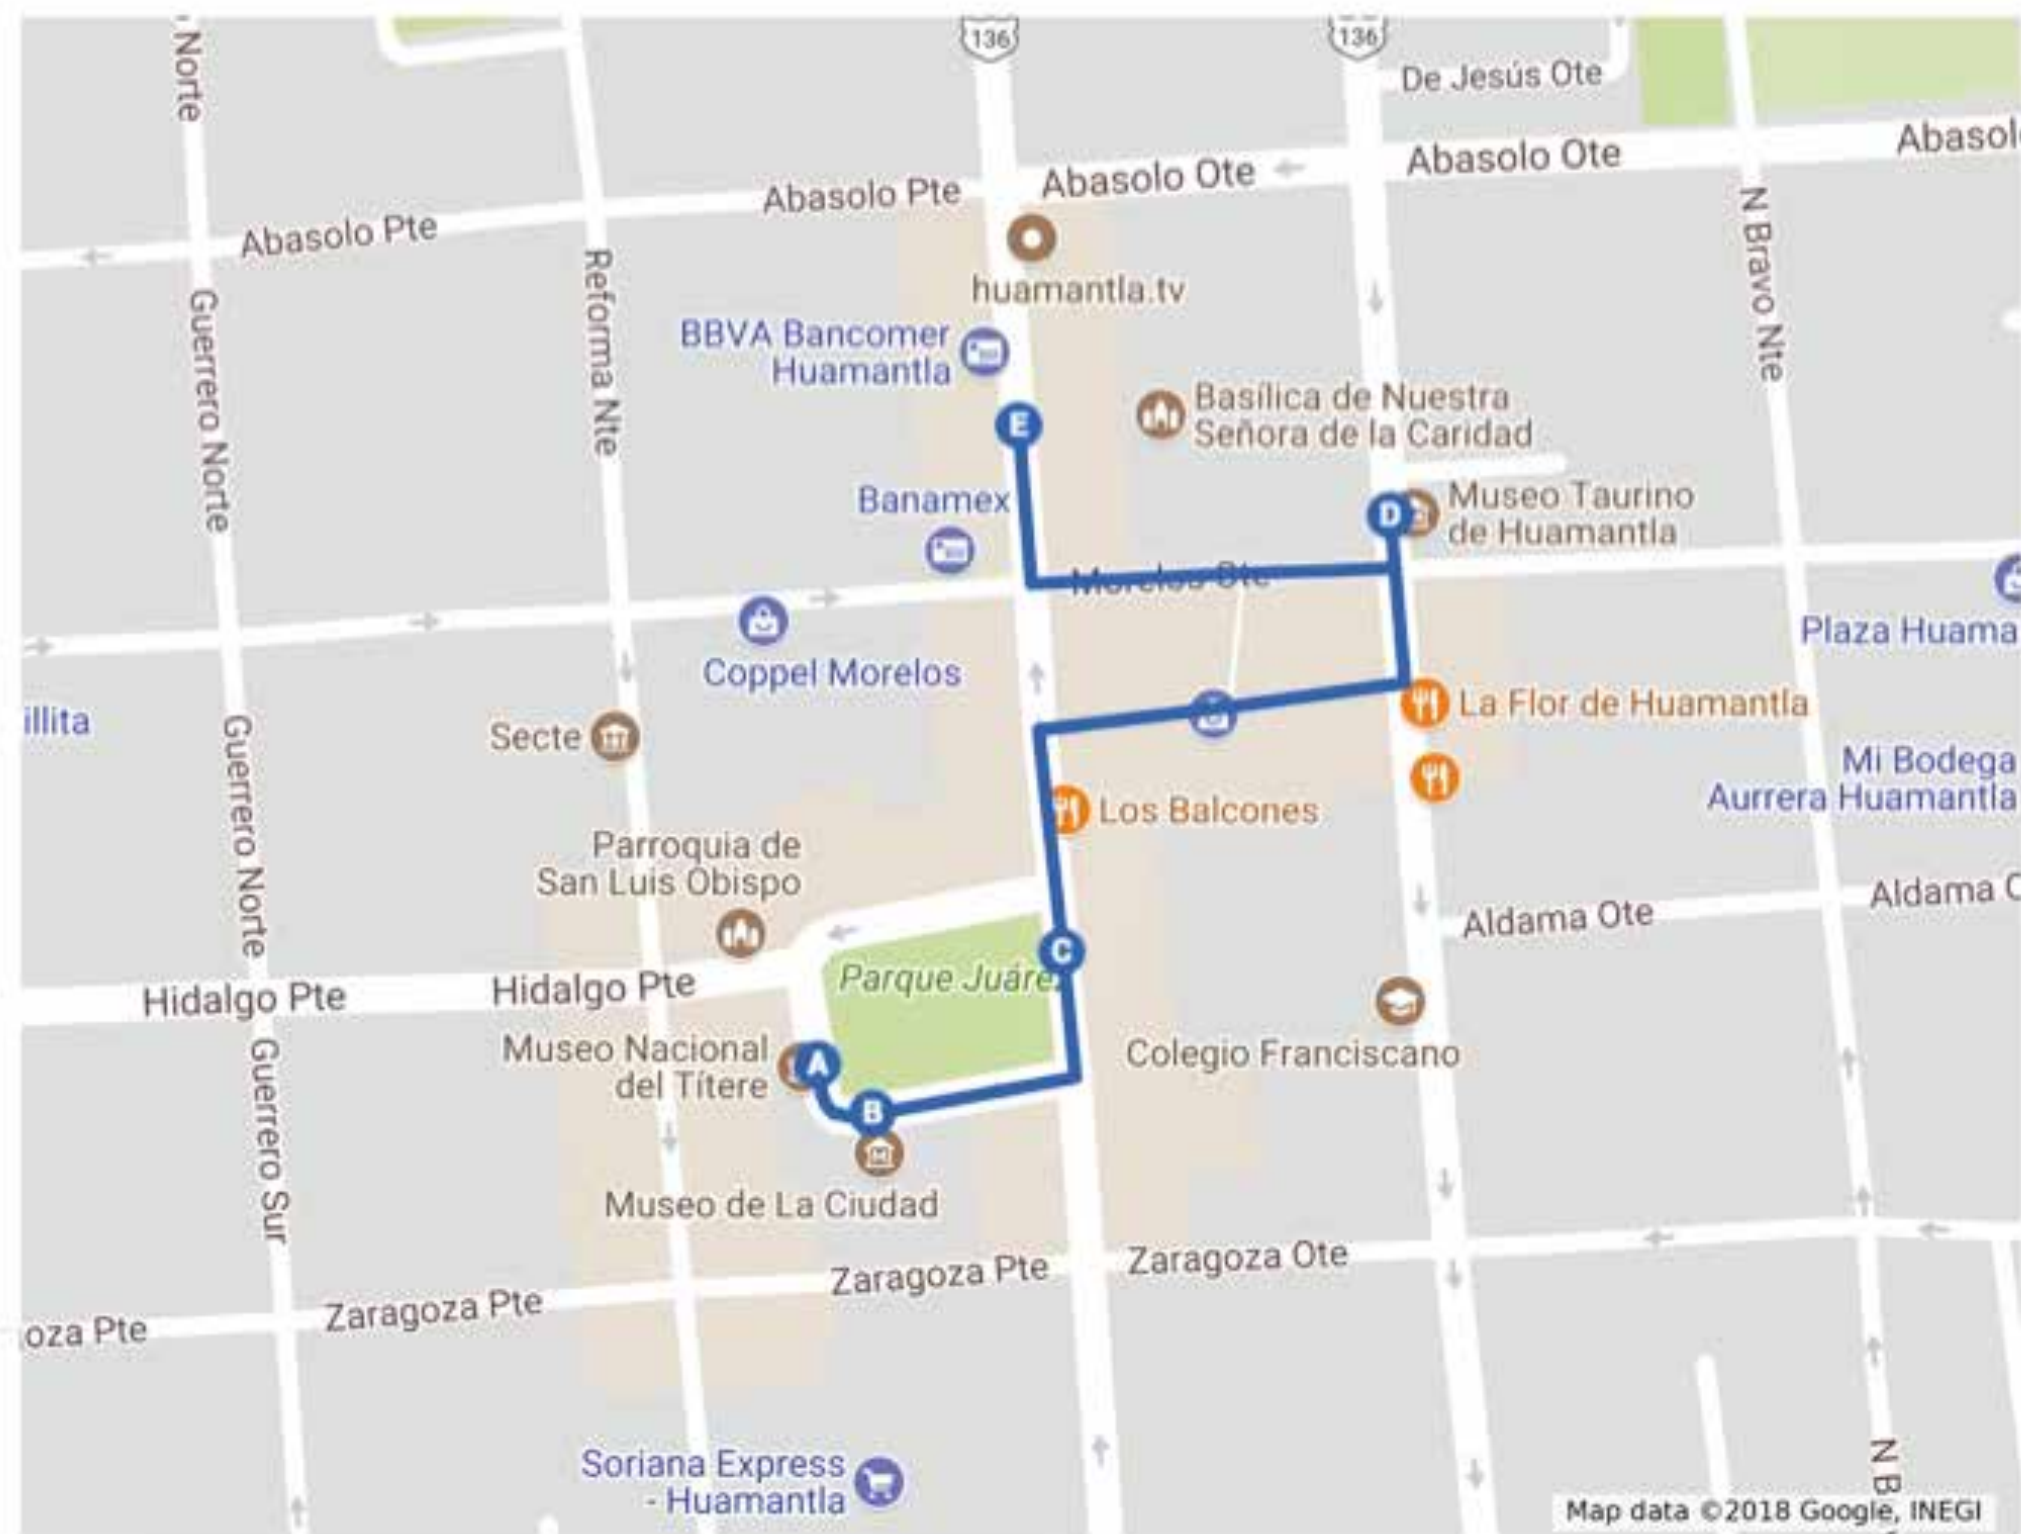 Norte
136
136
De Jesús Ote
Abasolo Pte
Abasolo Pte
Abasolo Ote
Abasolo Ote
Abasol
Guerrero Norte
Reforma Nte
N Bravo Nte
huamantla.tv
BBVA Bancomer
Huamantla
E
Basílica de Nuestra
Señora de la Caridad
Banamex
D
Museo Taurino
de Huamantla
Morelos Ote
Coppel Morelos
Plaza Huama
illita
Secte
La Flor de Huamantla
Mi Bodega
Aurrera Huamantla
Los Balcones
Guerrero Norte
Parroquia de
San Luis Obispo
Aldama Ote
Aldama O
C
Parque Juáre
Hidalgo Pte
Hidalgo Pte
Museo Nacional
del Títere
A
B
Colegio Franciscano
Guerrero Sur
Museo de La Ciudad
Zaragoza Pte
Zaragoza Ote
Zaragoza Pte
oza Pte
Soriana Express
- Huamantla
N B
Map data ©2018 Google, INEGI